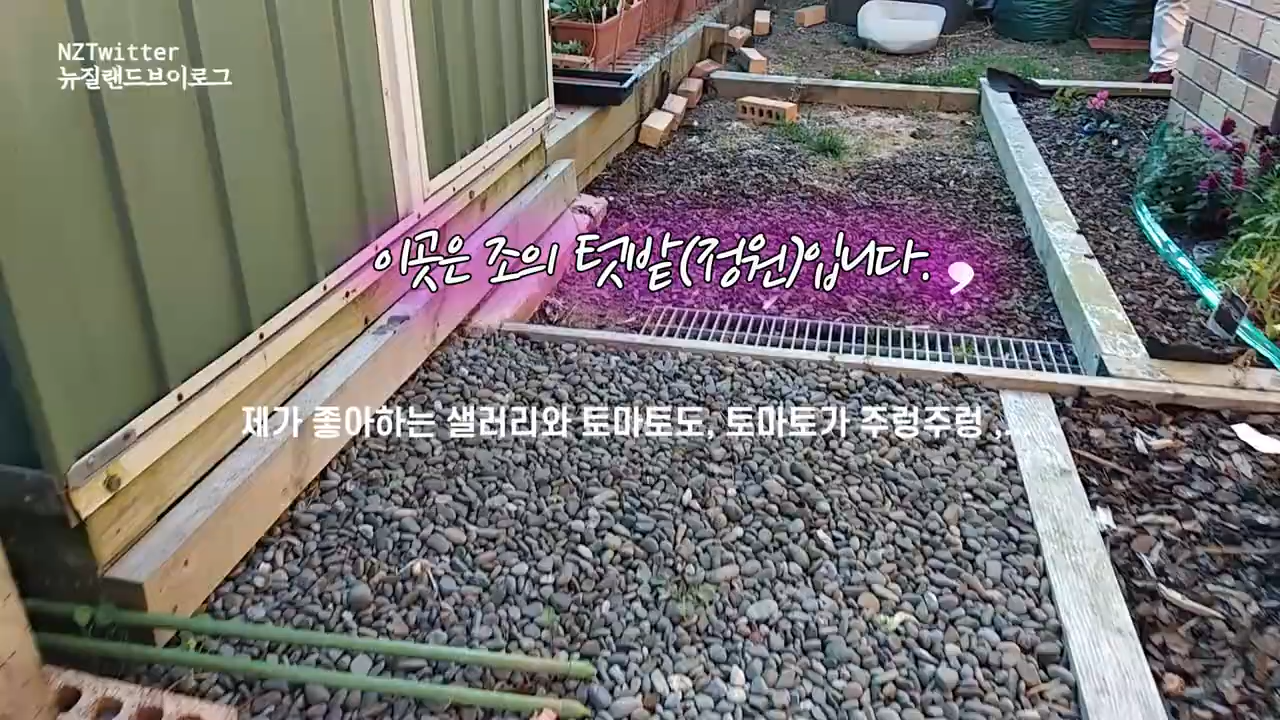 NZTwitter
뉴질랜드브이로그
이곳은 조의 텃밭(정원)입니다. ,
제가 좋아하는 샐러리와 토마토도, 토마토가 주렁주렁 ,..